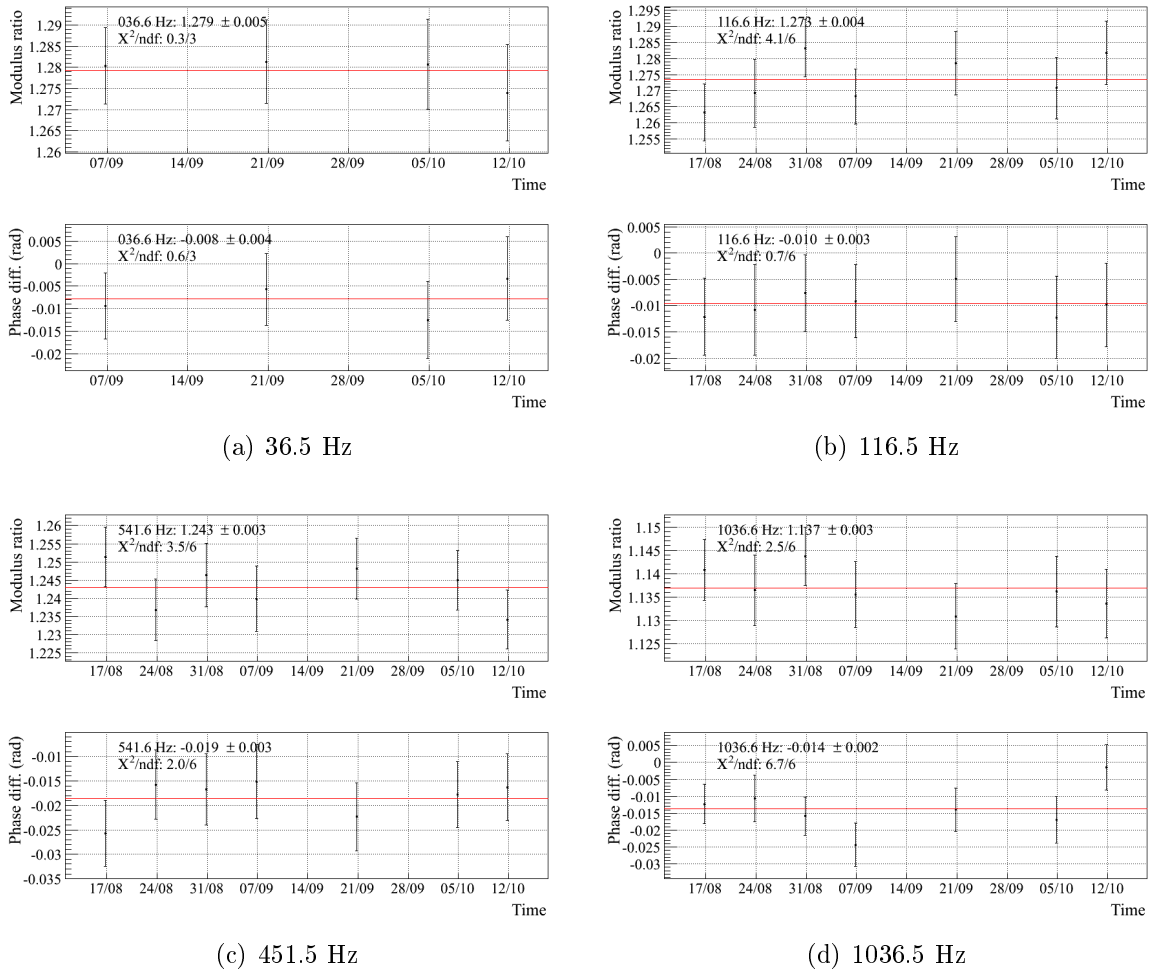 Modulus ratio
036.6 Hz: 1.279 ± 0.005
X²/ndf: 0.3/3
1.29
1.285
1.28
1.275
1.27
1.265
1.26
07/09 14/09 21/09 28/09 05/10 12/10
Time
Phase diff. (rad)
036.6 Hz: -0.008 ± 0.004
X²/ndf: 0.6/3
0.005
0
-0.005
-0.01
-0.015
-0.02
07/09 14/09 21/09 28/09 05/10 12/10
Time
(a) 36.5 Hz
Modulus ratio
116.6 Hz: 1.273 ± 0.004
X²/ndf: 4.1/6
1.295
1.29
1.285
1.28
1.275
1.27
1.265
1.26
1.255
17/08 24/08 31/08 07/09 14/09 21/09 28/09 05/10 12/10
Time
Phase diff. (rad)
116.6 Hz: -0.010 ± 0.003
X²/ndf: 0.7/6
0.005
0
-0.005
-0.01
-0.015
-0.02
17/08 24/08 31/08 07/09 14/09 21/09 28/09 05/10 12/10
Time
(b) 116.5 Hz
Modulus ratio
541.6 Hz: 1.243 ± 0.003
X²/ndf: 3.5/6
1.26
1.255
1.25
1.245
1.24
1.235
1.23
1.225
17/08 24/08 31/08 07/09 14/09 21/09 28/09 05/10 12/10
Time
Phase diff. (rad)
541.6 Hz: -0.019 ± 0.003
X²/ndf: 2.0/6
-0.01
-0.015
-0.02
-0.025
-0.03
-0.035
17/08 24/08 31/08 07/09 14/09 21/09 28/09 05/10 12/10
Time
(c) 451.5 Hz
Modulus ratio
1036.6 Hz: 1.137 ± 0.003
X²/ndf: 2.5/6
1.15
1.145
1.14
1.135
1.13
1.125
17/08 24/08 31/08 07/09 14/09 21/09 28/09 05/10 12/10
Time
Phase diff. (rad)
1036.6 Hz: -0.014 ± 0.002
X²/ndf: 6.7/6
0.005
0
-0.005
-0.01
-0.015
-0.02
-0.025
-0.03
17/08 24/08 31/08 07/09 14/09 21/09 28/09 05/10 12/10
Time
(d) 1036.5 Hz